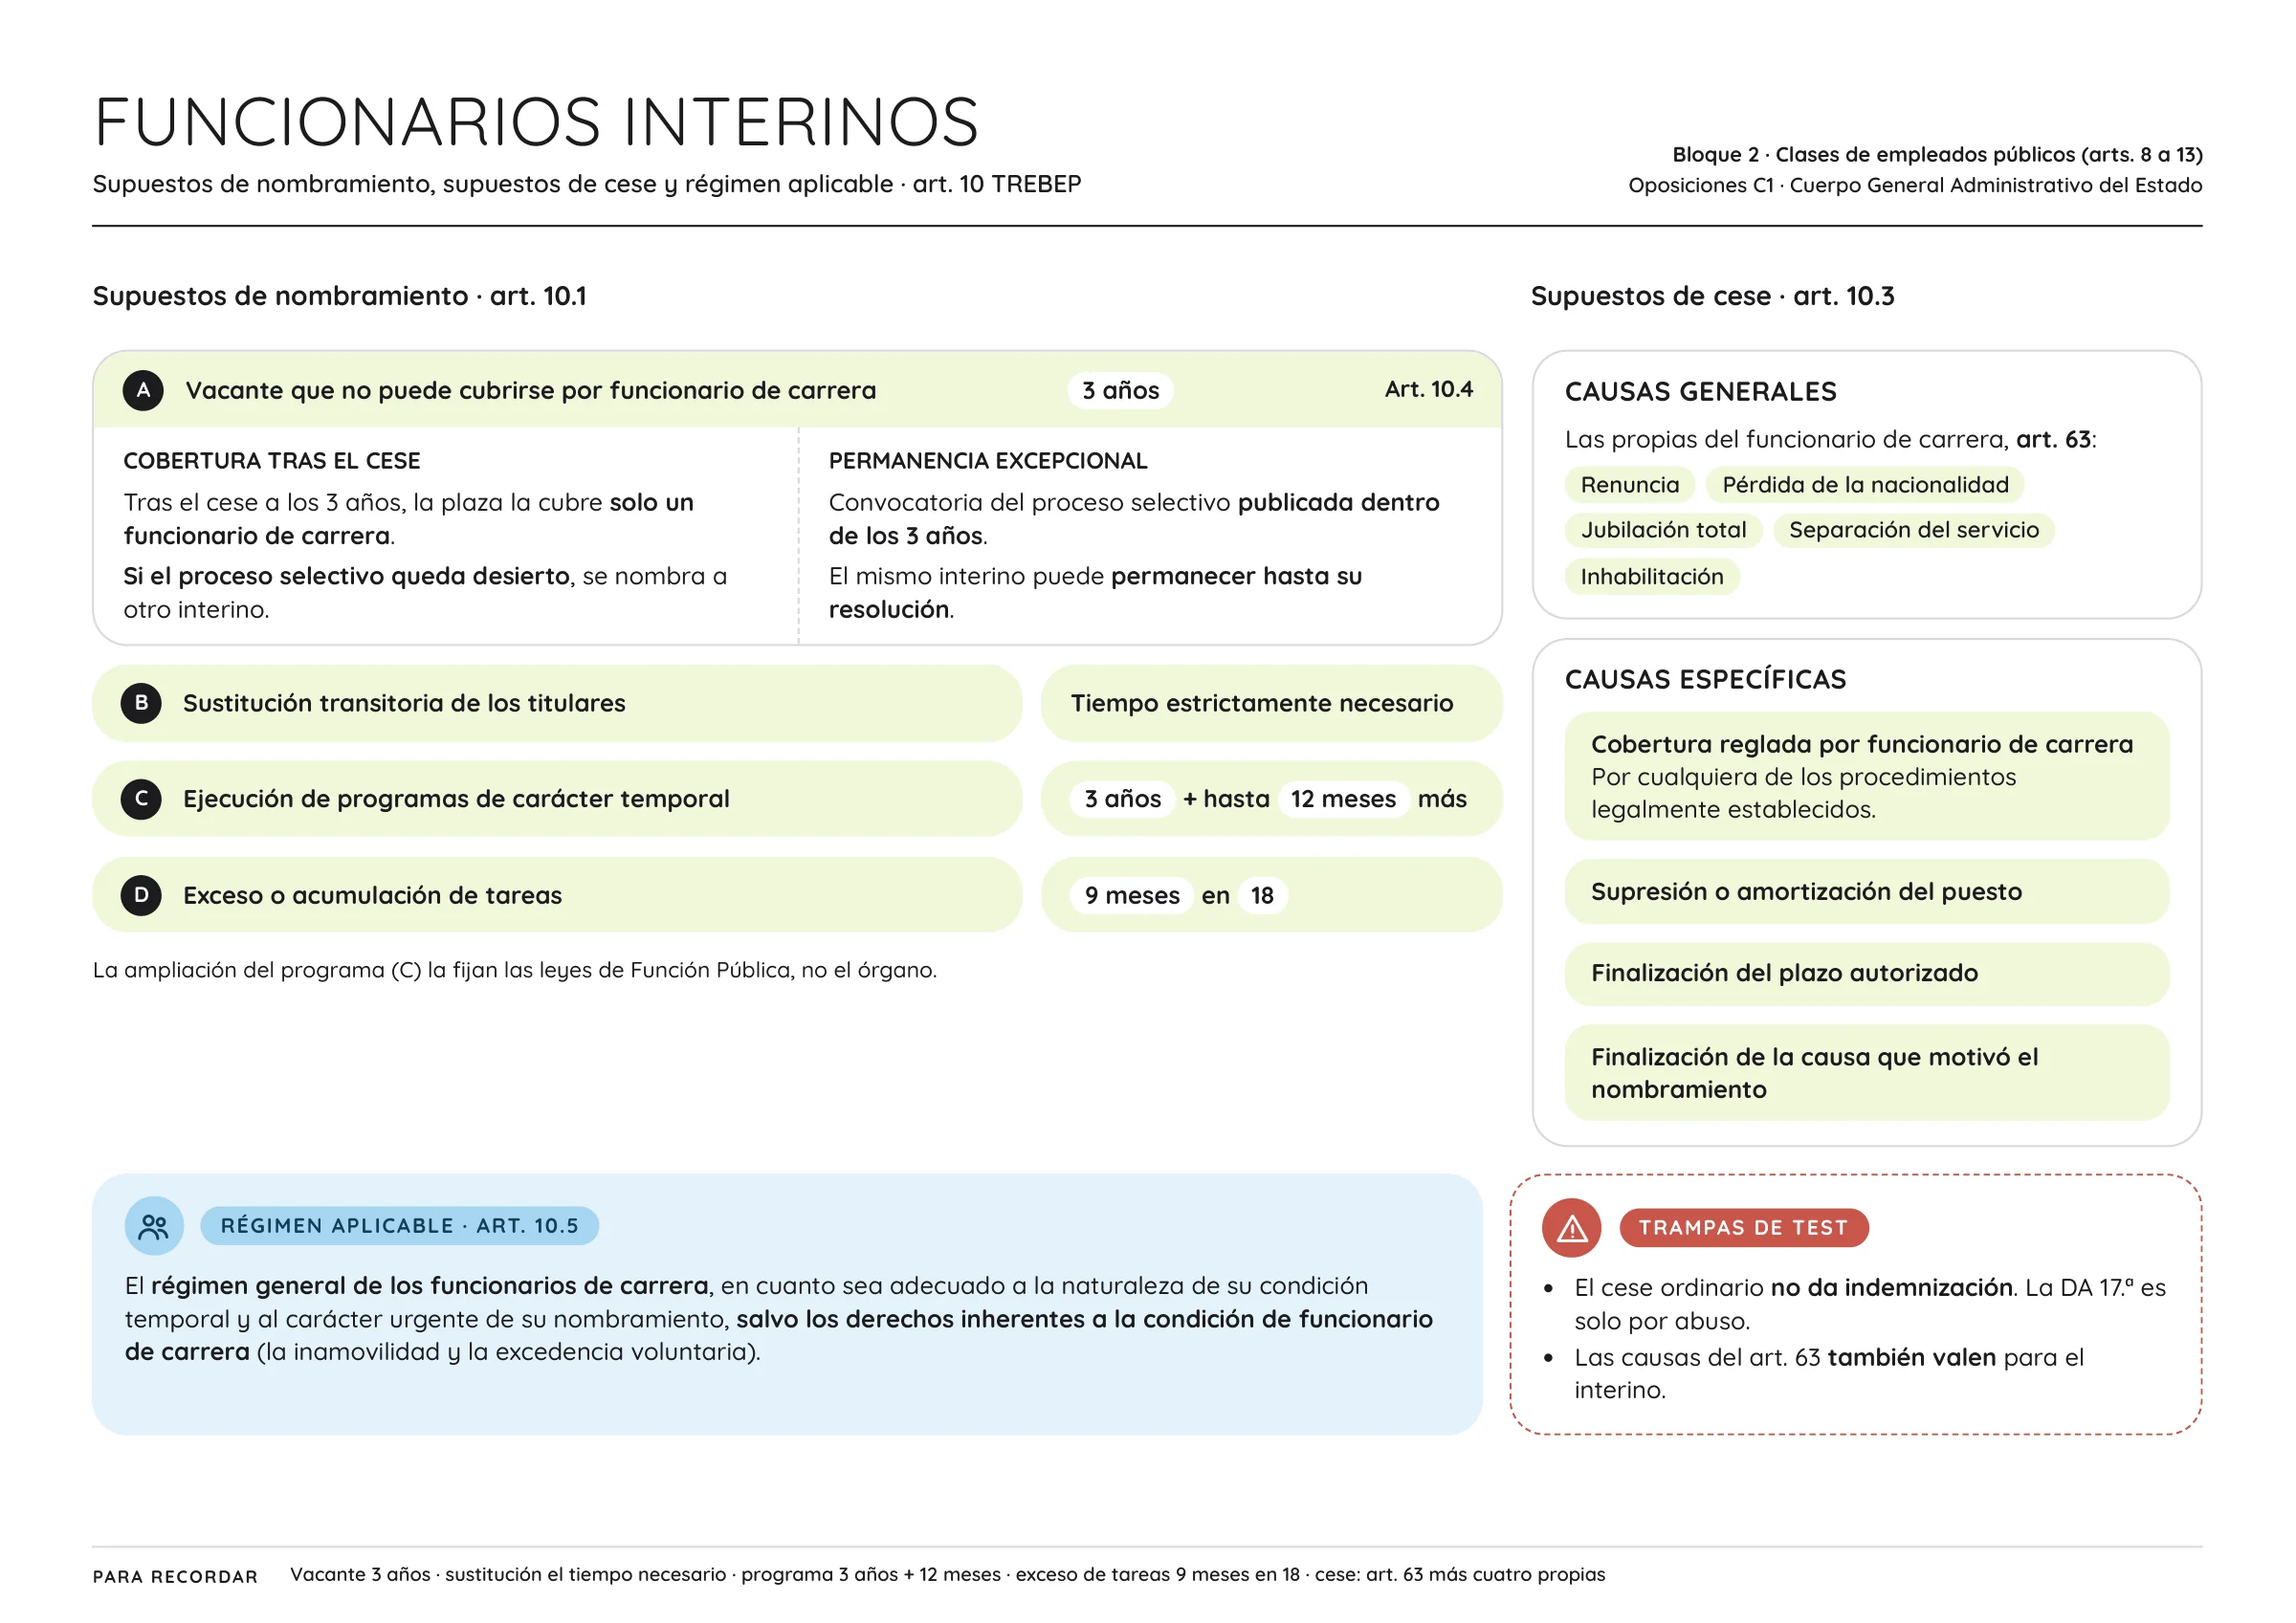 FUNCIONARIOS INTERINOS
Supuestos de nombramiento, supuestos de cese y régimen aplicable · art. 10 TREBEP
Bloque 2 · Clases de empleados públicos (arts. 8 a 13)
Oposiciones C1 · Cuerpo General Administrativo del Estado
Supuestos de nombramiento · art. 10.1
A Vacante que no puede cubrirse por funcionario de carrera 3 años Art. 10.4
COBERTURA TRAS EL CESE
Tras el cese a los 3 años, la plaza la cubre solo un
funcionario de carrera.
Si el proceso selectivo queda desierto, se nombra a
otro interino.
PERMANENCIA EXCEPCIONAL
Convocatoria del proceso selectivo publicada dentro
de los 3 años.
El mismo interino puede permanecer hasta su
resolución.
B Sustitución transitoria de los titulares Tiempo estrictamente necesario
C Ejecución de programas de carácter temporal 3 años + hasta 12 meses más
D Exceso o acumulación de tareas 9 meses en 18
La ampliación del programa (C) la fijan las leyes de Función Pública, no el órgano.
Supuestos de cese · art. 10.3
CAUSAS GENERALES
Las propias del funcionario de carrera, art. 63:
Renuncia Pérdida de la nacionalidad
Jubilación total Separación del servicio
Inhabilitación
CAUSAS ESPECÍFICAS
Cobertura reglada por funcionario de carrera
Por cualquiera de los procedimientos
legalmente establecidos.
Supresión o amortización del puesto
Finalización del plazo autorizado
Finalización de la causa que motivó el
nombramiento
RÉGIMEN APLICABLE · ART. 10.5
El régimen general de los funcionarios de carrera, en cuanto sea adecuado a la naturaleza de su condición
temporal y al carácter urgente de su nombramiento, salvo los derechos inherentes a la condición de funcionario
de carrera (la inamovilidad y la excedencia voluntaria).
TRAMPAS DE TEST
• El cese ordinario no da indemnización. La DA 17.ª es
solo por abuso.
• Las causas del art. 63 también valen para el
interino.
PARA RECORDAR Vacante 3 años · sustitución el tiempo necesario · programa 3 años + 12 meses · exceso de tareas 9 meses en 18 · cese: art. 63 más cuatro propias